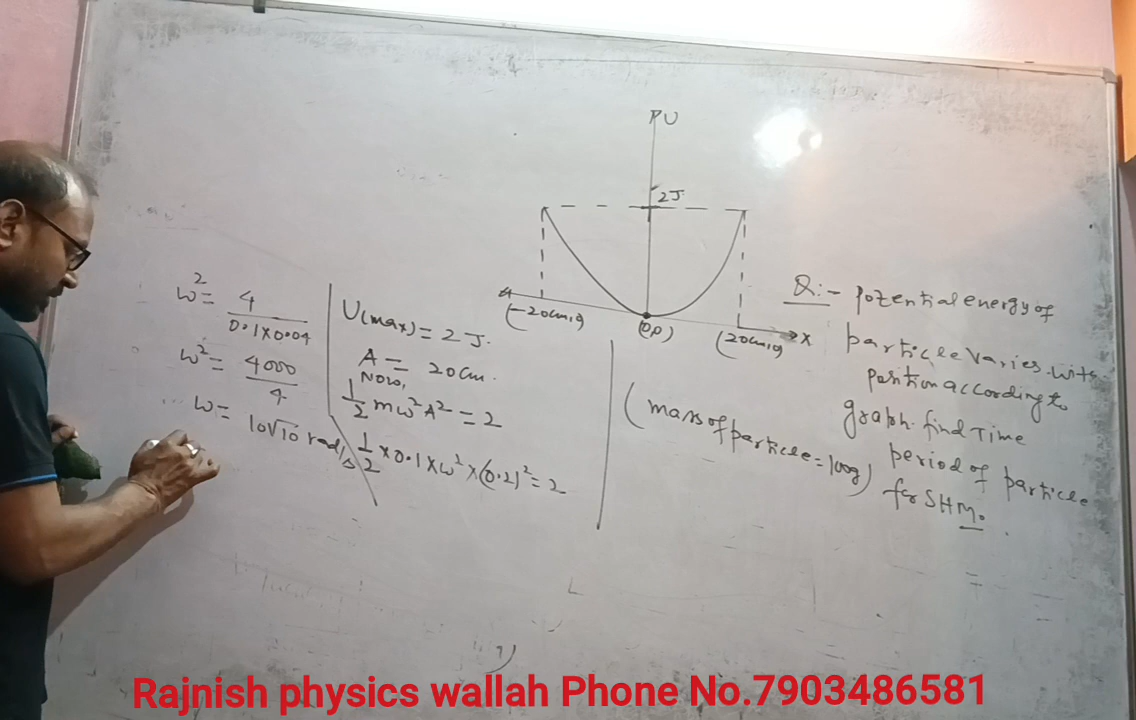 U
2J
(-20cm,0)
(0,0)
(20cm,0)
x
Q:- Potential energy of
particle varies with
position according to
graph. find Time
period of particle
for SHM.
(mass of particle = 100g)
U(max) = 2 J.
A = 20cm.
Now,
1/2 mω²A² = 2
1/2 × 0.1 × ω² × (0.2)² = 2
ω² = 4/0.1×0.04
ω² = 4000/4
ω = 10√10 rad/s
Rajnish physics wallah Phone No.7903486581